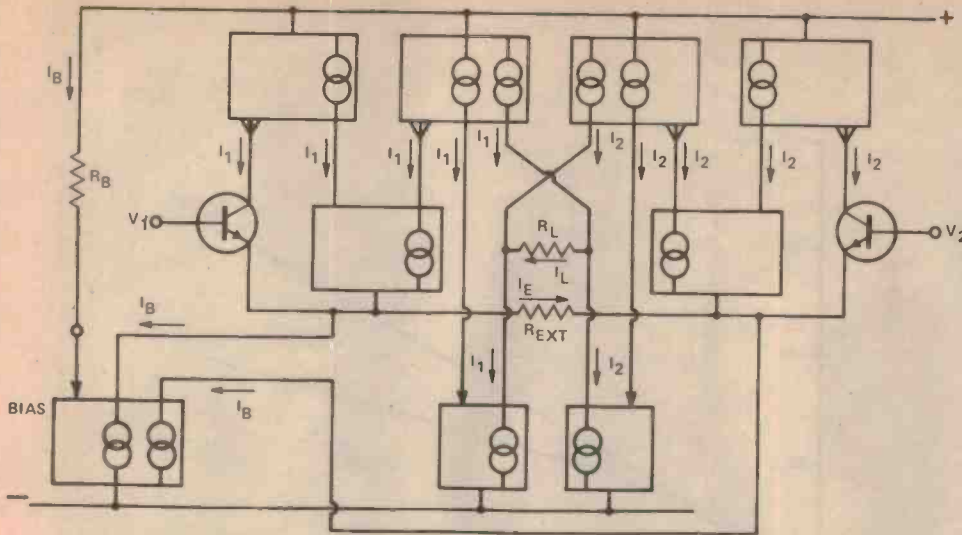 +
I_B
I_1 I_1 I_1 I_1 I_1 I_2 I_2 I_2 I_2 I_2
R_B
V_1
V_2
R_L
I_L
I_E
R_EXT
I_B
I_1 I_2
I_B
BIAS
−